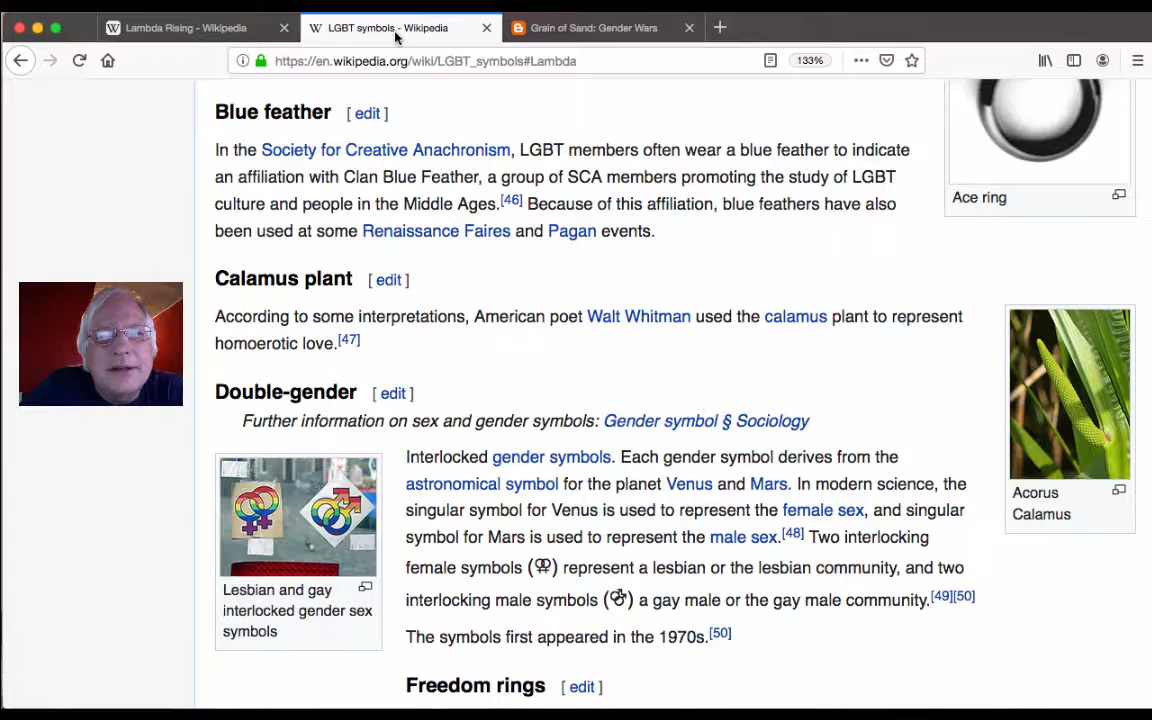 Lambda Rising - Wikipedia
LGBT symbols - Wikipedia
Grain of Sand: Gender Wars
https://en.wikipedia.org/wiki/LGBT_symbols#Lambda
133%
Blue feather [ edit ]
In the Society for Creative Anachronism, LGBT members often wear a blue feather to indicate
an affiliation with Clan Blue Feather, a group of SCA members promoting the study of LGBT
culture and people in the Middle Ages.[46] Because of this affiliation, blue feathers have also
been used at some Renaissance Faires and Pagan events.
Ace ring
Calamus plant [ edit ]
According to some interpretations, American poet Walt Whitman used the calamus plant to represent
homoerotic love.[47]
Acorus
Calamus
Double-gender [ edit ]
Further information on sex and gender symbols: Gender symbol § Sociology
Lesbian and gay
interlocked gender sex
symbols
Interlocked gender symbols. Each gender symbol derives from the
astronomical symbol for the planet Venus and Mars. In modern science, the
singular symbol for Venus is used to represent the female sex, and singular
symbol for Mars is used to represent the male sex.[48] Two interlocking
female symbols (⚢) represent a lesbian or the lesbian community, and two
interlocking male symbols (⚣) a gay male or the gay male community.[49][50]
The symbols first appeared in the 1970s.[50]
Freedom rings [ edit ]